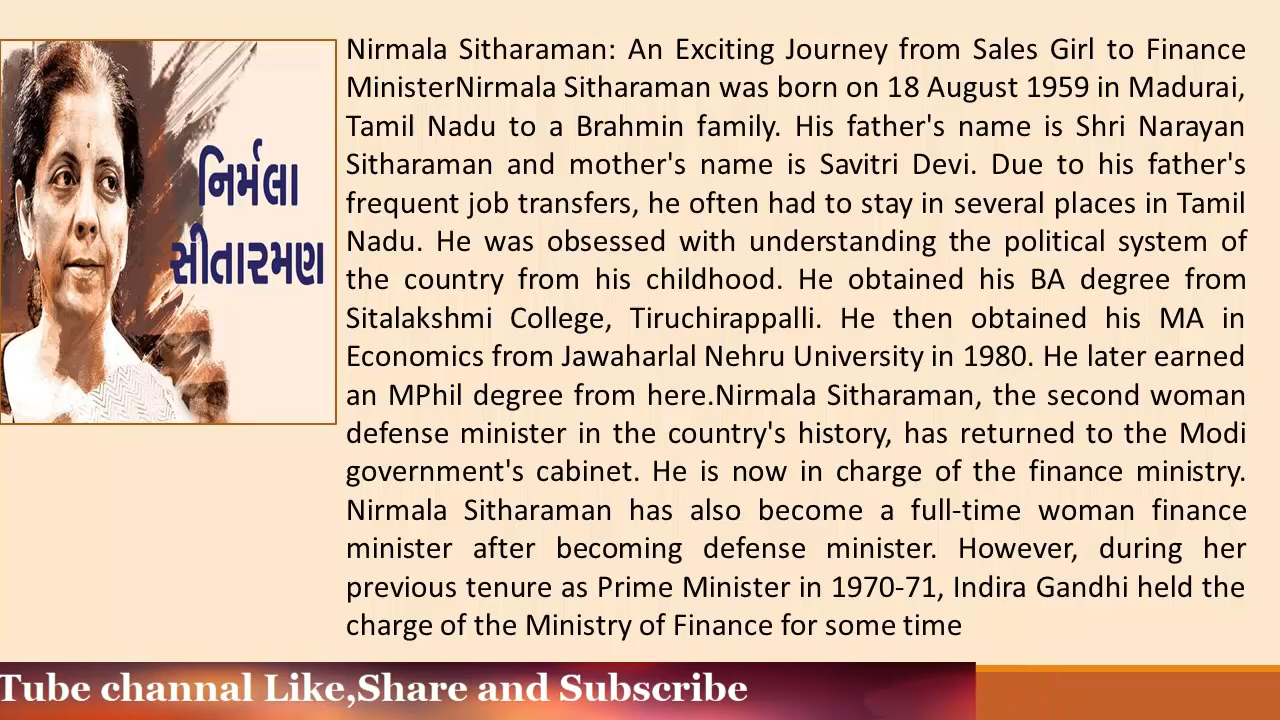 નિર્મલા
સીતારમણ
Nirmala Sitharaman: An Exciting Journey from Sales Girl to Finance
MinisterNirmala Sitharaman was born on 18 August 1959 in Madurai,
Tamil Nadu to a Brahmin family. His father's name is Shri Narayan
Sitharaman and mother's name is Savitri Devi. Due to his father's
frequent job transfers, he often had to stay in several places in Tamil
Nadu. He was obsessed with understanding the political system of
the country from his childhood. He obtained his BA degree from
Sitalakshmi College, Tiruchirappalli. He then obtained his MA in
Economics from Jawaharlal Nehru University in 1980. He later earned
an MPhil degree from here.Nirmala Sitharaman, the second woman
defense minister in the country's history, has returned to the Modi
government's cabinet. He is now in charge of the finance ministry.
Nirmala Sitharaman has also become a full-time woman finance
minister after becoming defense minister. However, during her
previous tenure as Prime Minister in 1970-71, Indira Gandhi held the
charge of the Ministry of Finance for some time
Tube channal Like,Share and Subscribe